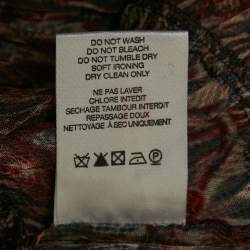 DO NOT WASH
DO NOT BLEACH
DO NOT TUMBLE DRY
SOFT IRONING
DRY CLEAN ONLY
NE PAS LAVER
CHLORE INTERDIT
SECHAGE TAMBOUR INTERDIT
REPASSAGE DOUX
NETTOYAGE A SEC UNIQUEMENT
P